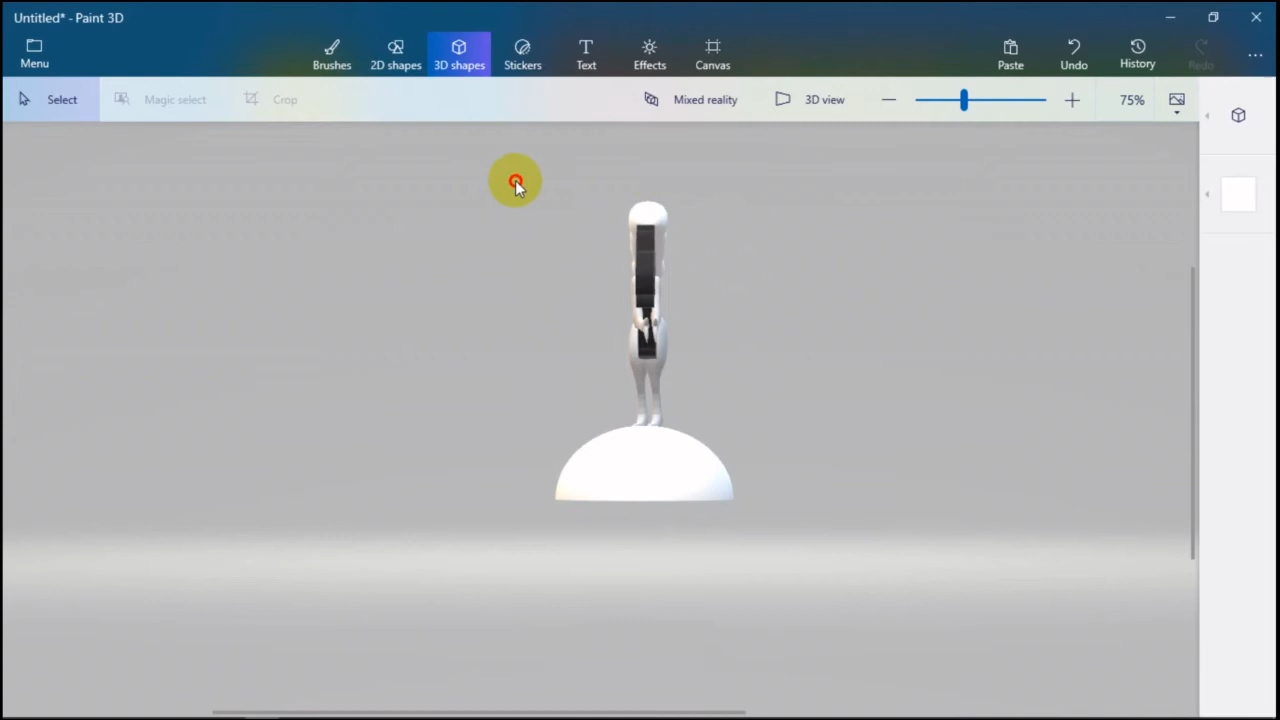 Untitled* - Paint 3D
Menu
Brushes
2D shapes
3D shapes
Stickers
Text
Effects
Canvas
Paste
Undo
History
Redo
Select
Magic select
Crop
Mixed reality
3D view
75%